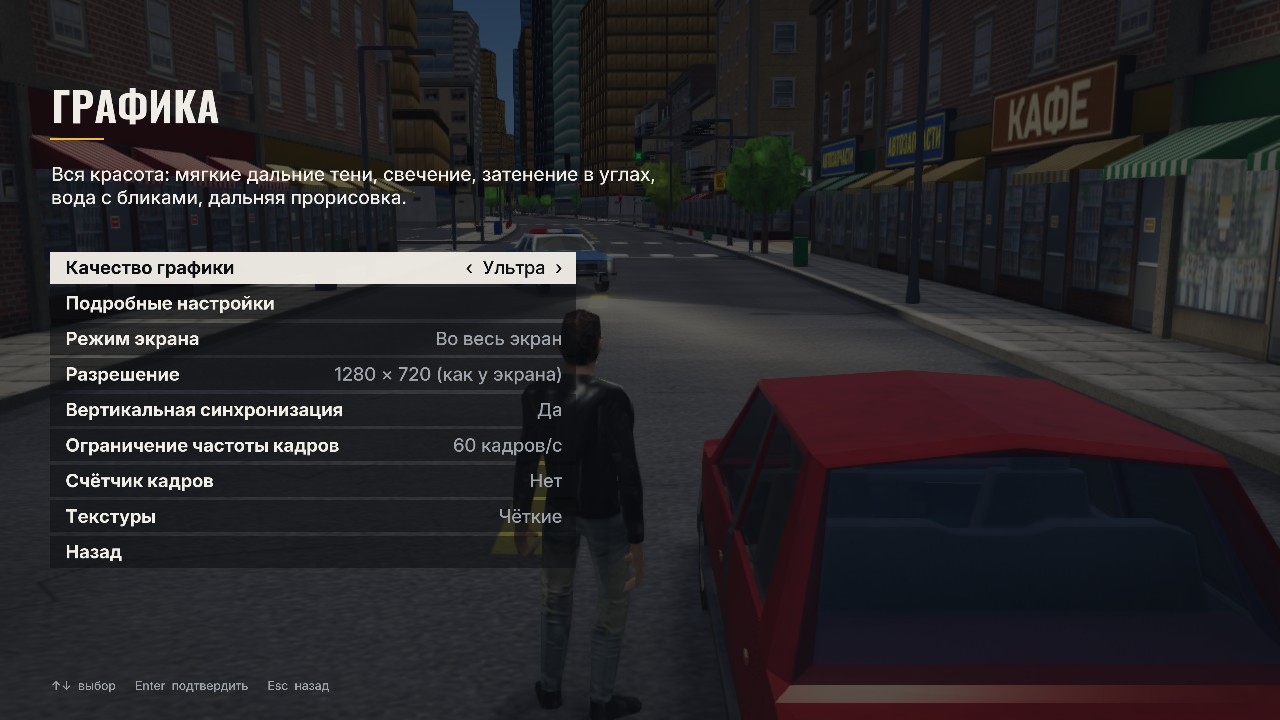 ГРАФИКА
Вся красота: мягкие дальние тени, свечение, затенение в углах,
вода с бликами, дальняя прорисовка.
Качество графики ‹ Ультра ›
Подробные настройки
Режим экрана Во весь экран
Разрешение 1280 × 720 (как у экрана)
Вертикальная синхронизация Да
Ограничение частоты кадров 60 кадров/с
Счётчик кадров Нет
Текстуры Чёткие
Назад
↑↓ выбор Enter подтвердить Esc назад
КАФЕ
АВТОЗАПЧАСТИ
АВТОЗАПЧАСТИ